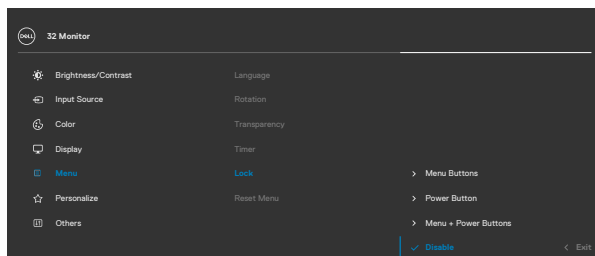 DELL 32 Monitor
Brightness/Contrast Language
Input Source Rotation
Color Transparency
Display Timer
Menu Lock Menu Buttons
Personalize Reset Menu Power Button
Others Menu + Power Buttons
Disable Exit